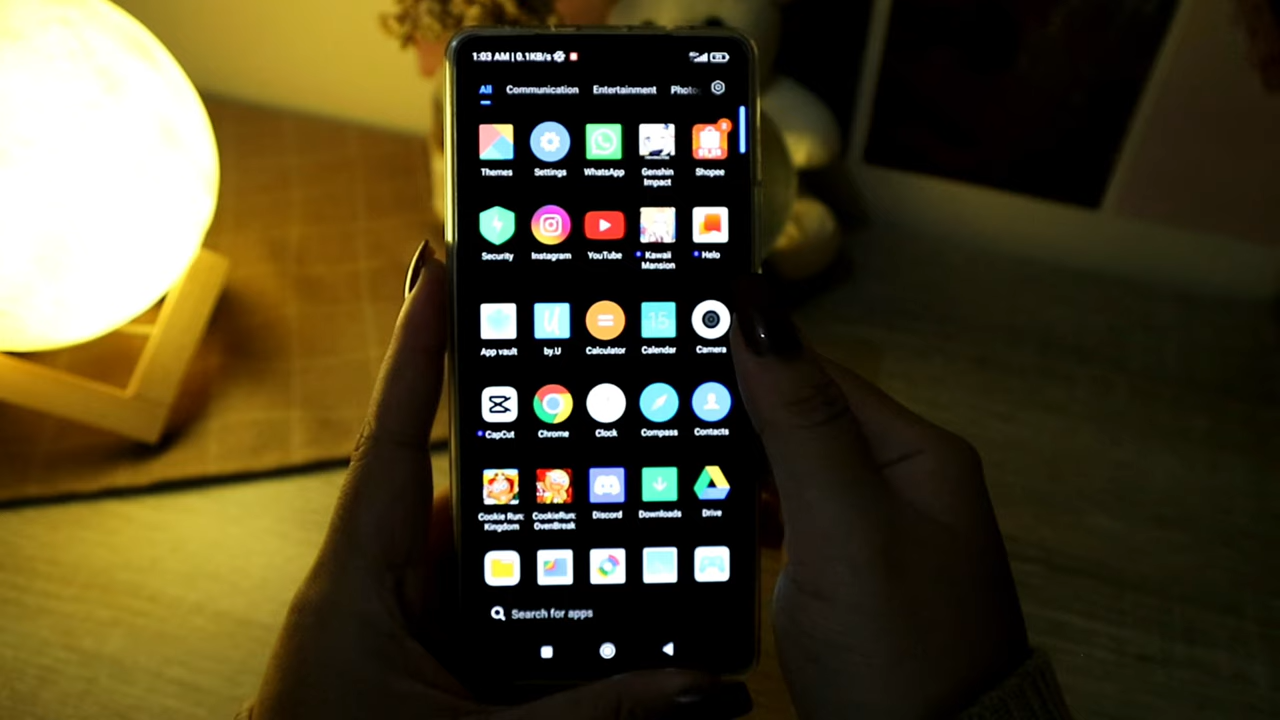 1:03 AM | 0.1KB/s
All Communication Entertainment Photo
Themes Settings WhatsApp Genshin Impact Shopee
Security Instagram YouTube Kawaii Mansion Helo
15
App vault by.U Calculator Calendar Camera
CapCut Chrome Clock Compass Contacts
Cookie Run: Kingdom CookieRun: OvenBreak Discord Downloads Drive
Search for apps